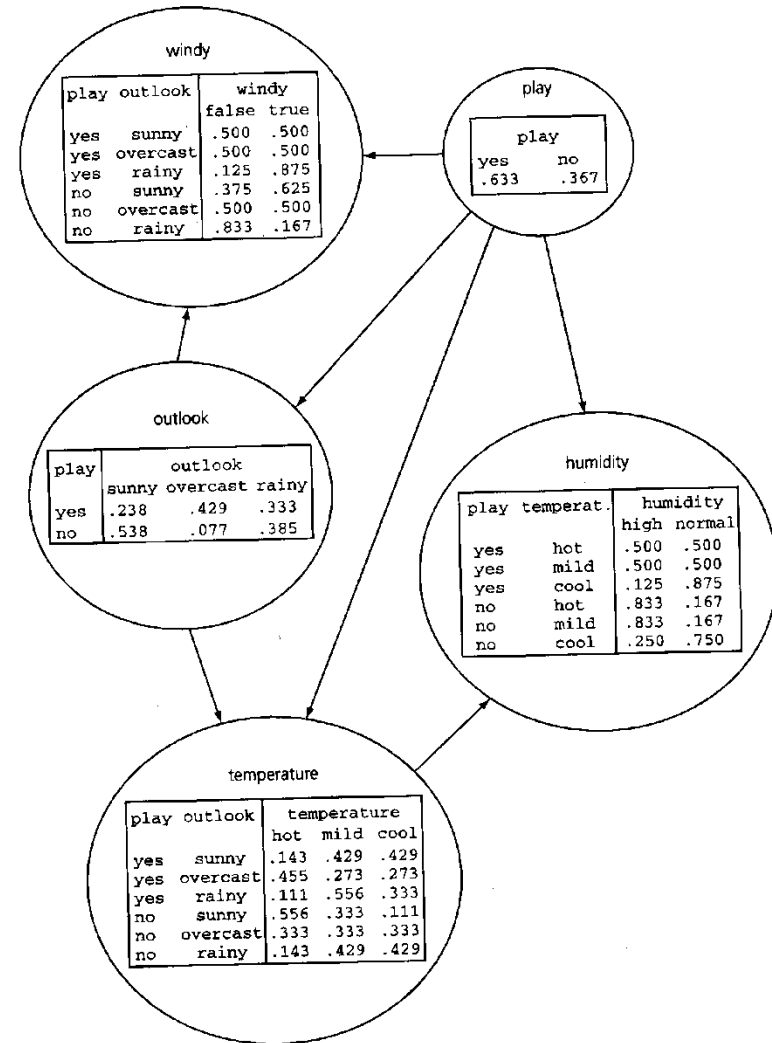 windy
play outlook windy
false true
yes sunny .500 .500
yes overcast .500 .500
yes rainy .125 .875
no sunny .375 .625
no overcast .500 .500
no rainy .833 .167
play
play
yes no
.633 .367
outlook
play outlook
sunny overcast rainy
yes .238 .429 .333
no .538 .077 .385
humidity
play temperat. humidity
high normal
yes hot .500 .500
yes mild .500 .500
yes cool .125 .875
no hot .833 .167
no mild .833 .167
no cool .250 .750
temperature
play outlook temperature
hot mild cool
yes sunny .143 .429 .429
yes overcast .455 .273 .273
yes rainy .111 .556 .333
no sunny .556 .333 .111
no overcast .333 .333 .333
no rainy .143 .429 .429